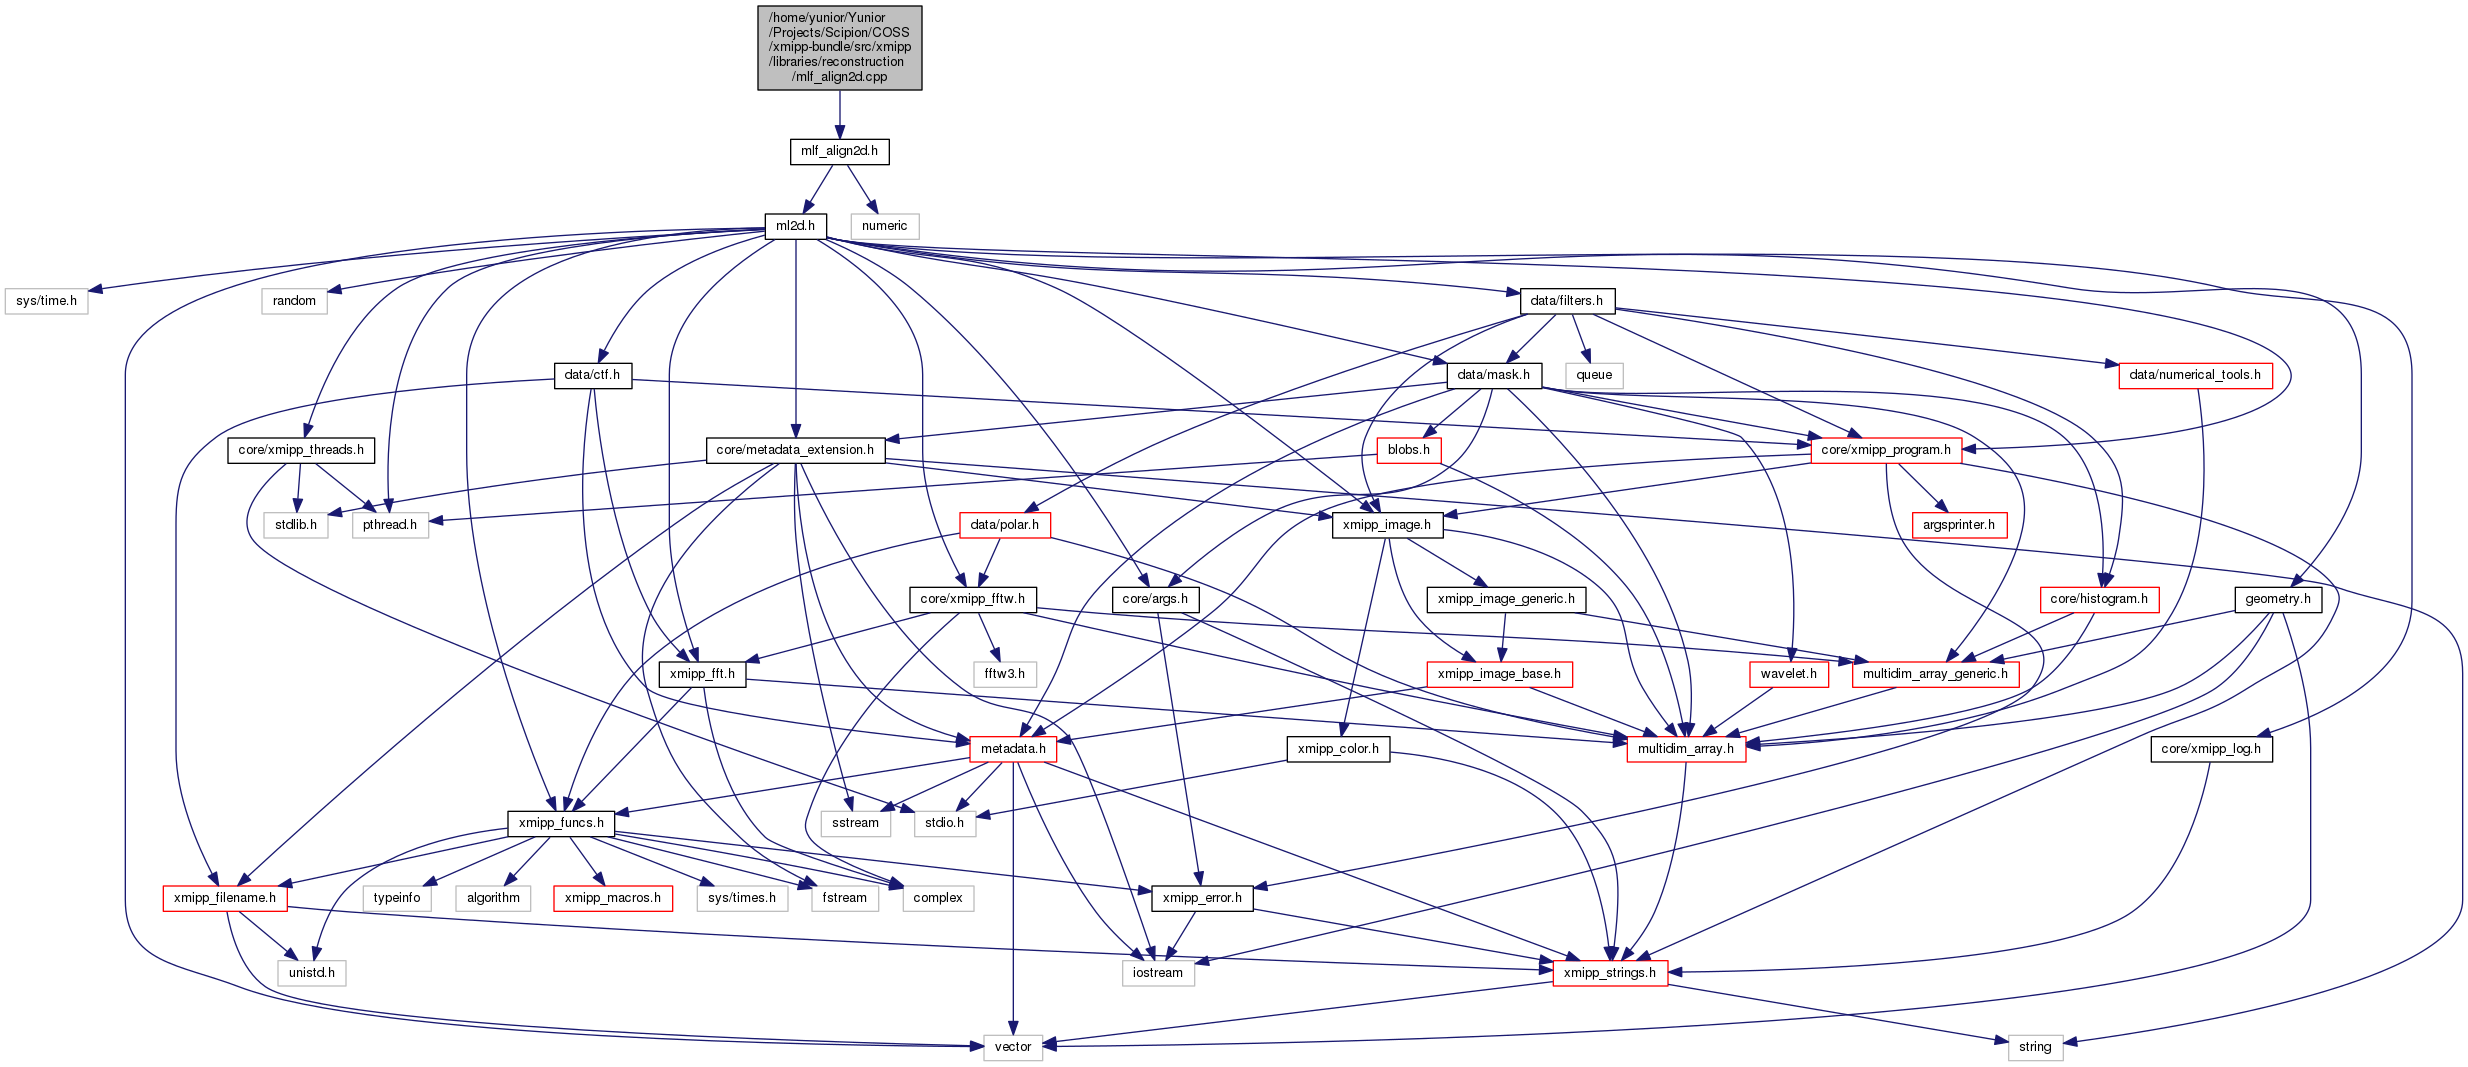 /home/yunior/Yunior
/Projects/Scipion/COSS
/xmipp-bundle/src/xmipp
/libraries/reconstruction
/mlf_align2d.cpp
mlf_align2d.h
ml2d.h
numeric
sys/time.h
random
data/filters.h
data/ctf.h
data/mask.h
queue
data/numerical_tools.h
core/xmipp_threads.h
core/metadata_extension.h
blobs.h
core/xmipp_program.h
stdlib.h
pthread.h
data/polar.h
xmipp_image.h
argsprinter.h
core/xmipp_fftw.h
core/args.h
xmipp_image_generic.h
core/histogram.h
geometry.h
xmipp_fft.h
fftw3.h
xmipp_image_base.h
wavelet.h
multidim_array_generic.h
metadata.h
xmipp_color.h
multidim_array.h
core/xmipp_log.h
xmipp_funcs.h
sstream
stdio.h
xmipp_filename.h
typeinfo
algorithm
xmipp_macros.h
sys/times.h
fstream
complex
xmipp_error.h
unistd.h
iostream
xmipp_strings.h
vector
string